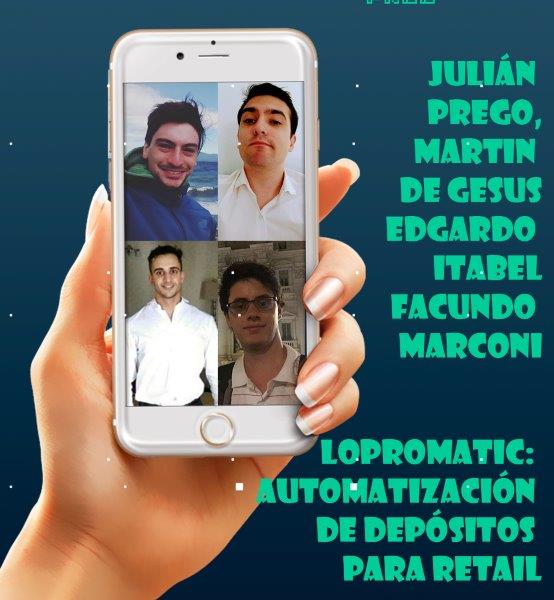 JULIÁN
PREGO,
MARTIN
DE GESUS
EDGARDO
ITABEL
FACUNDO
MARCONI
LOPROMATIC:
AUTOMATIZACIÓN
DE DEPÓSITOS
PARA RETAIL